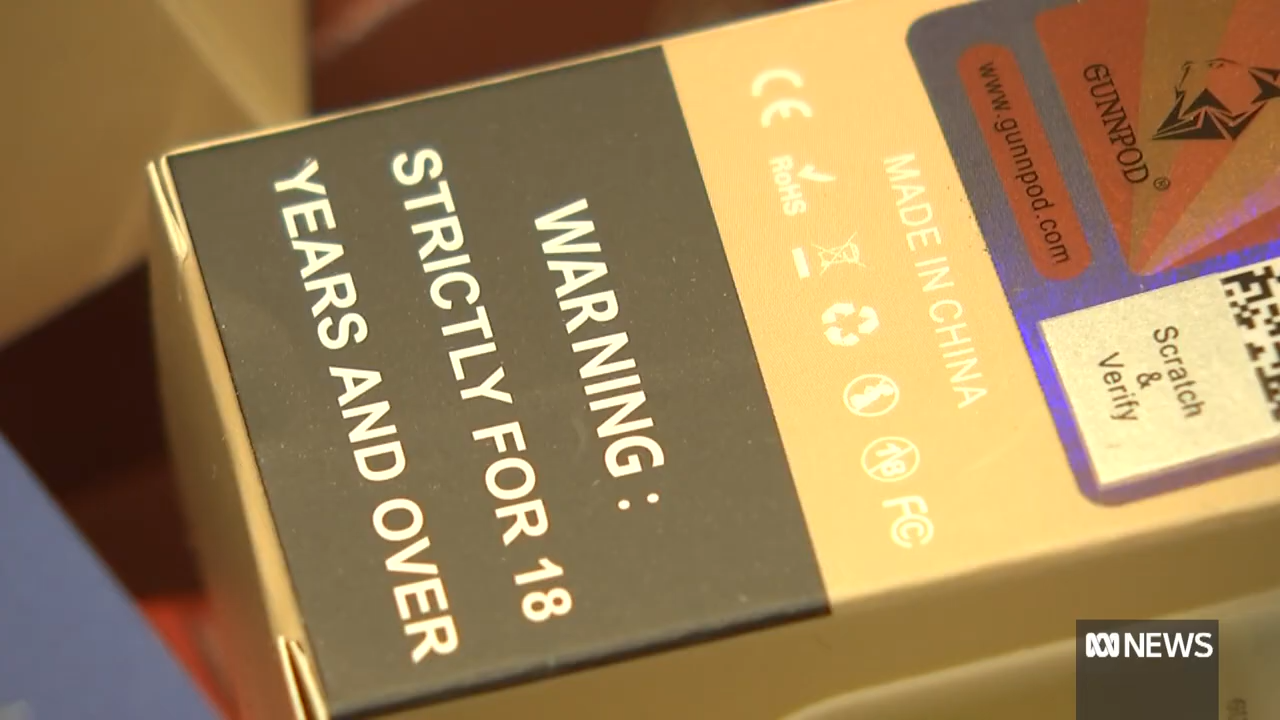 WARNING :
STRICTLY FOR 18
YEARS AND OVER
CE
RoHS
18
FC
MADE IN CHINA
www.gunnpod.com
GUNNPOD®
Scratch
&
Verify
NEWS